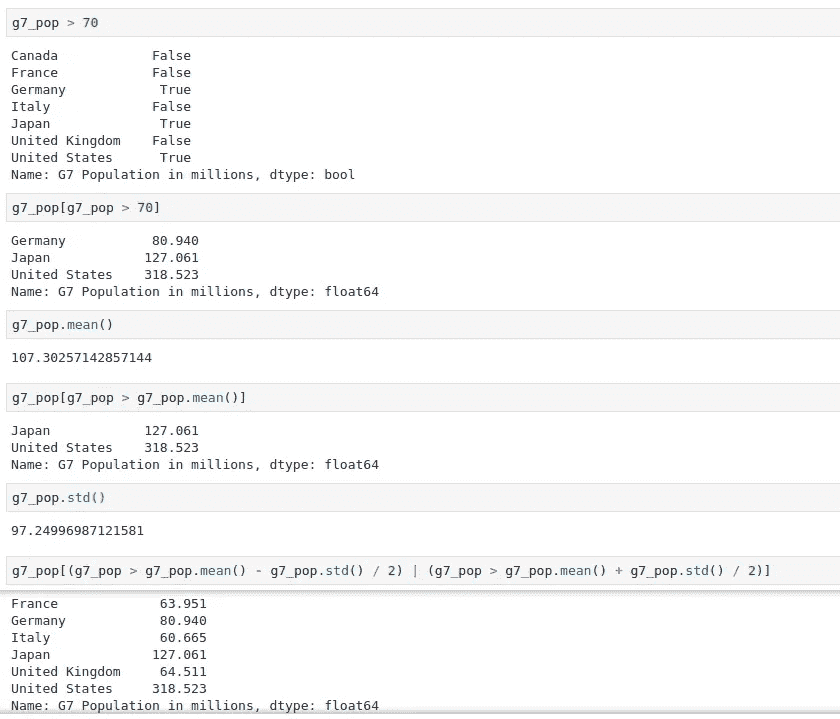 g7_pop > 70
Canada False
France False
Germany True
Italy False
Japan True
United Kingdom False
United States True
Name: G7 Population in millions, dtype: bool
g7_pop[g7_pop > 70]
Germany 80.940
Japan 127.061
United States 318.523
Name: G7 Population in millions, dtype: float64
g7_pop.mean()
107.30257142857144
g7_pop[g7_pop > g7_pop.mean()]
Japan 127.061
United States 318.523
Name: G7 Population in millions, dtype: float64
g7_pop.std()
97.24996987121581
g7_pop[(g7_pop > g7_pop.mean() - g7_pop.std() / 2) | (g7_pop > g7_pop.mean() + g7_pop.std() / 2)]
France 63.951
Germany 80.940
Italy 60.665
Japan 127.061
United Kingdom 64.511
United States 318.523
Name: G7 Population in millions, dtype: float64